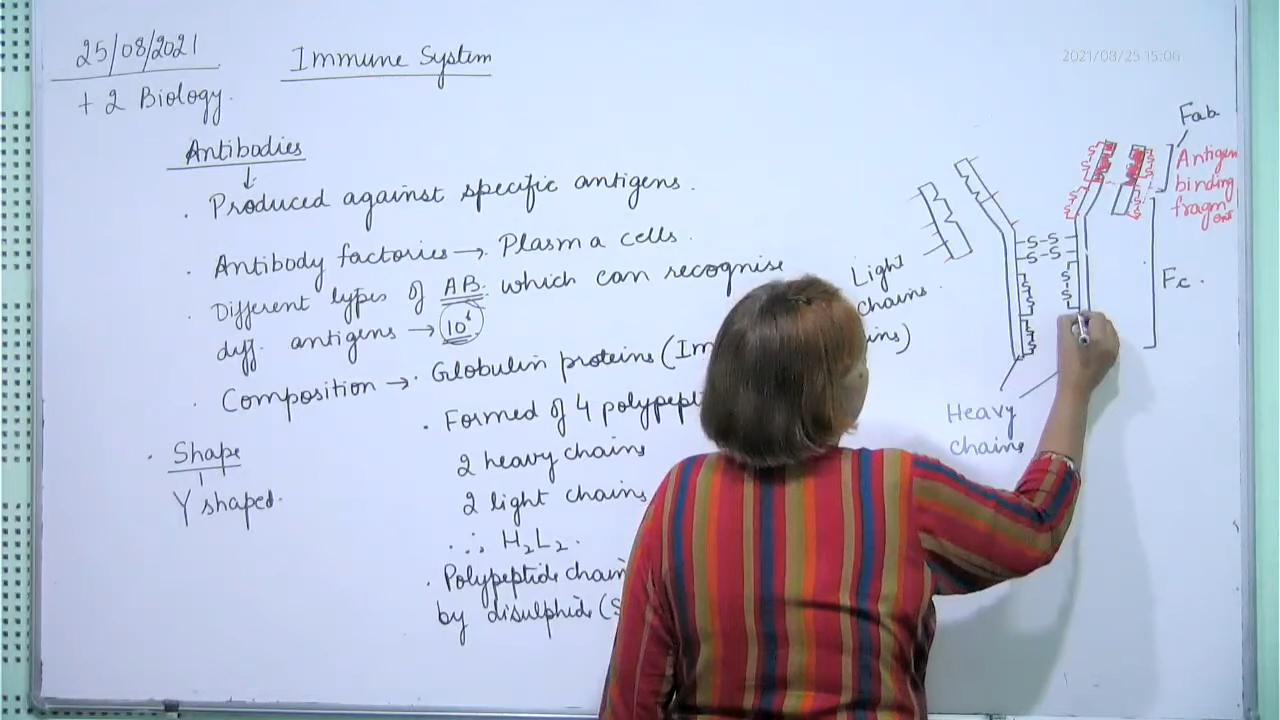 25/08/2021
+ 2 Biology.
Immune System
2021/08/25 15:06
Antibodies
. Produced against specific antigens.
. Antibody factories → Plasma cells.
. Different types of AB. which can recognise
diff. antigens → 10⁶
. Composition → . Globulin proteins (Im
. Formed of 4 polypepti
2 heavy chains
2 light chains
∴ H₂L₂.
. Polypeptide chain
by disulphide (S
. Shape
Y shaped.
Light
chains.
ins)
Fab
Antigen
binding
fragment
S-S
S-S
Fc.
Heavy
chains